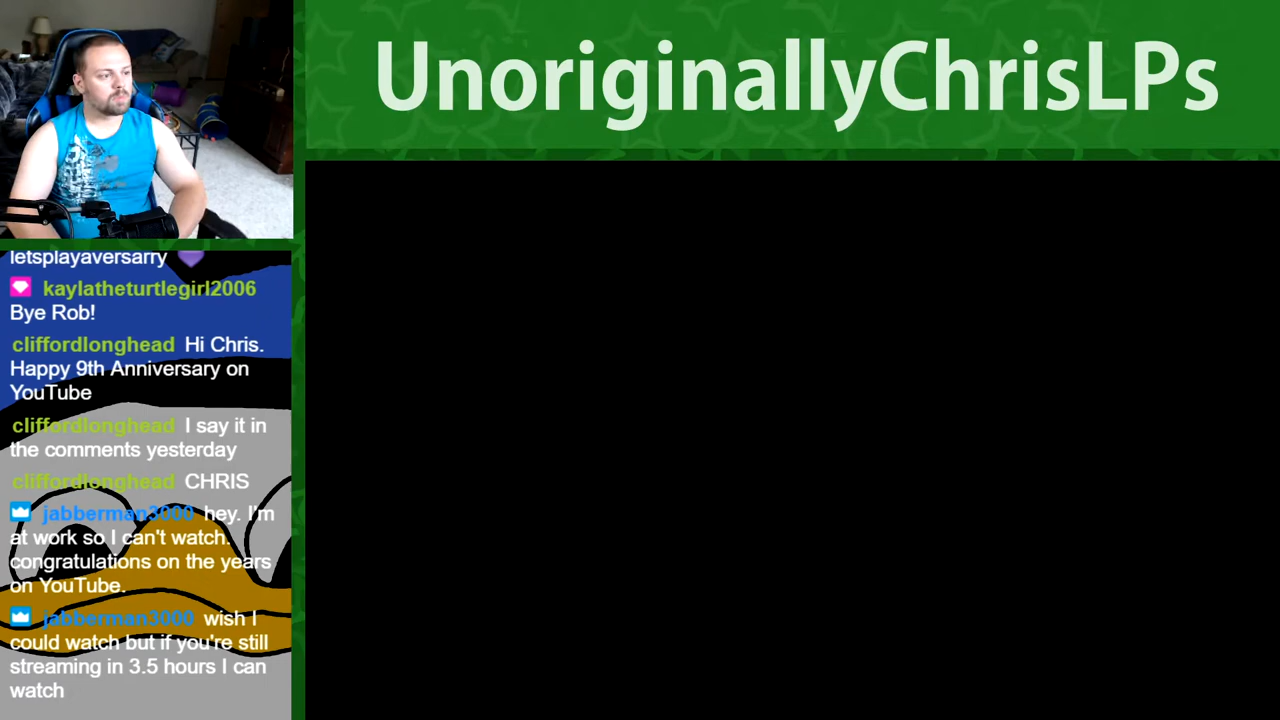 UnoriginallyChrisLPs
letsplayaversarry
kaylatheturtlegirl2006
Bye Rob!
cliffordlonghead Hi Chris.
Happy 9th Anniversary on
YouTube
cliffordlonghead I say it in
the comments yesterday
cliffordlonghead CHRIS
jabberman3000 hey. I'm
at work so I can't watch.
congratulations on the years
on YouTube.
jabberman3000 wish I
could watch but if you're still
streaming in 3.5 hours I can
watch